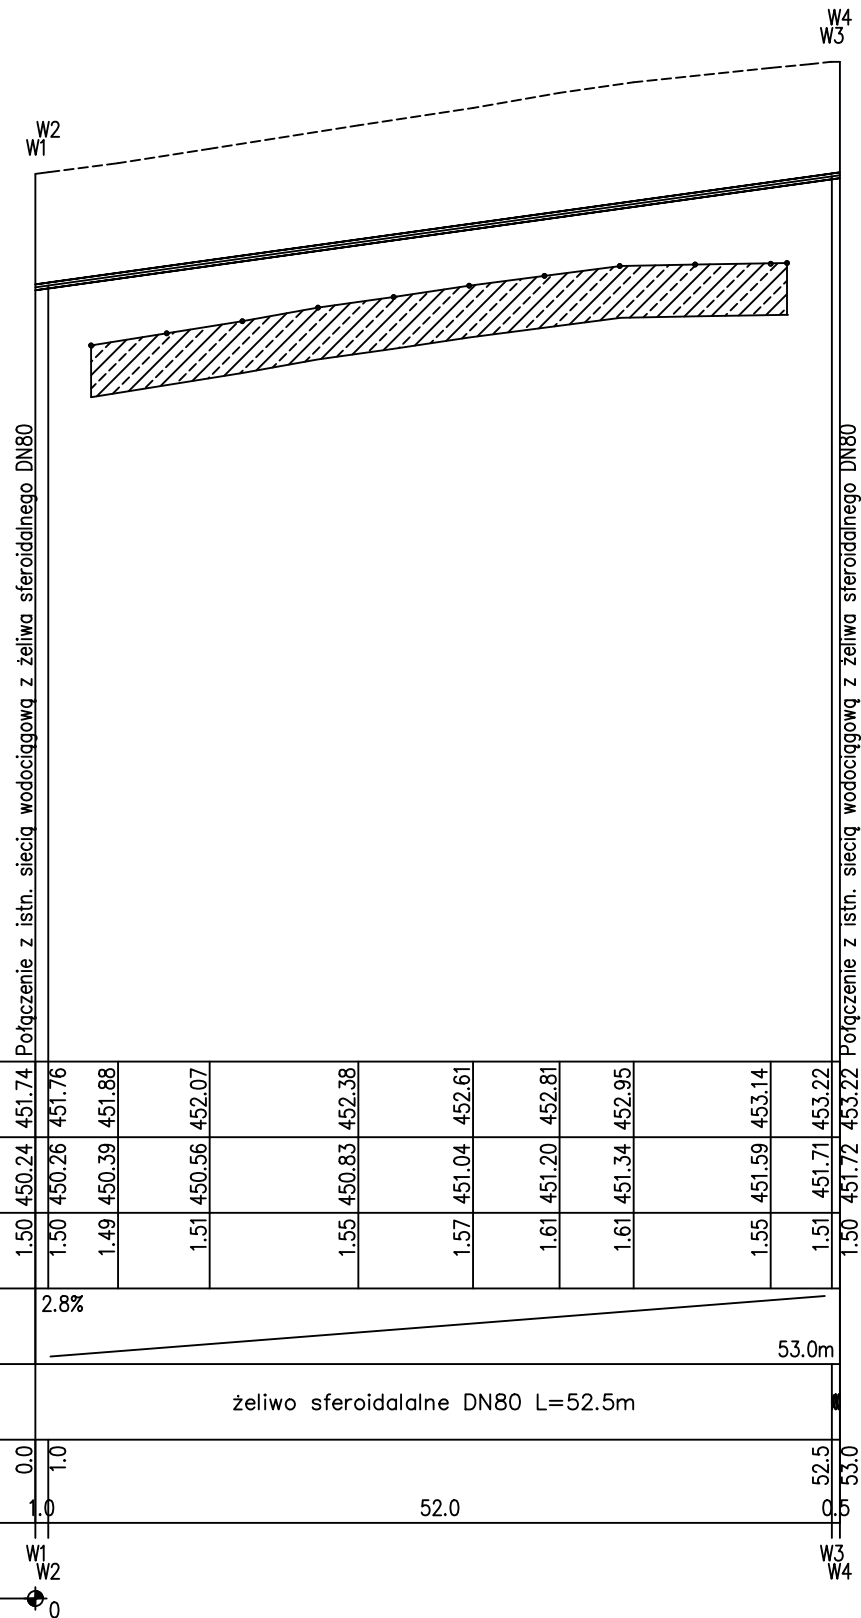 W4
W3
W2
W1
Połączenie z istn. siecią wodociągową z żeliwa sferoidalnego DN80
Połączenie z istn. siecią wodociągową z żeliwa sferoidalnego DN80
451.74 451.76 451.88 452.07 452.38 452.61 452.81 452.95 453.14 453.22 453.22
450.24 450.26 450.39 450.56 450.83 451.04 451.20 451.34 451.59 451.71 451.72
1.50 1.50 1.49 1.51 1.55 1.57 1.61 1.61 1.55 1.51 1.50
2.8%
53.0m
żeliwo sferoidalalne DN80 L=52.5m
0.0 1.0 52.5 53.0
1.0 52.0 0.5
W1 W3
W2 W4
0